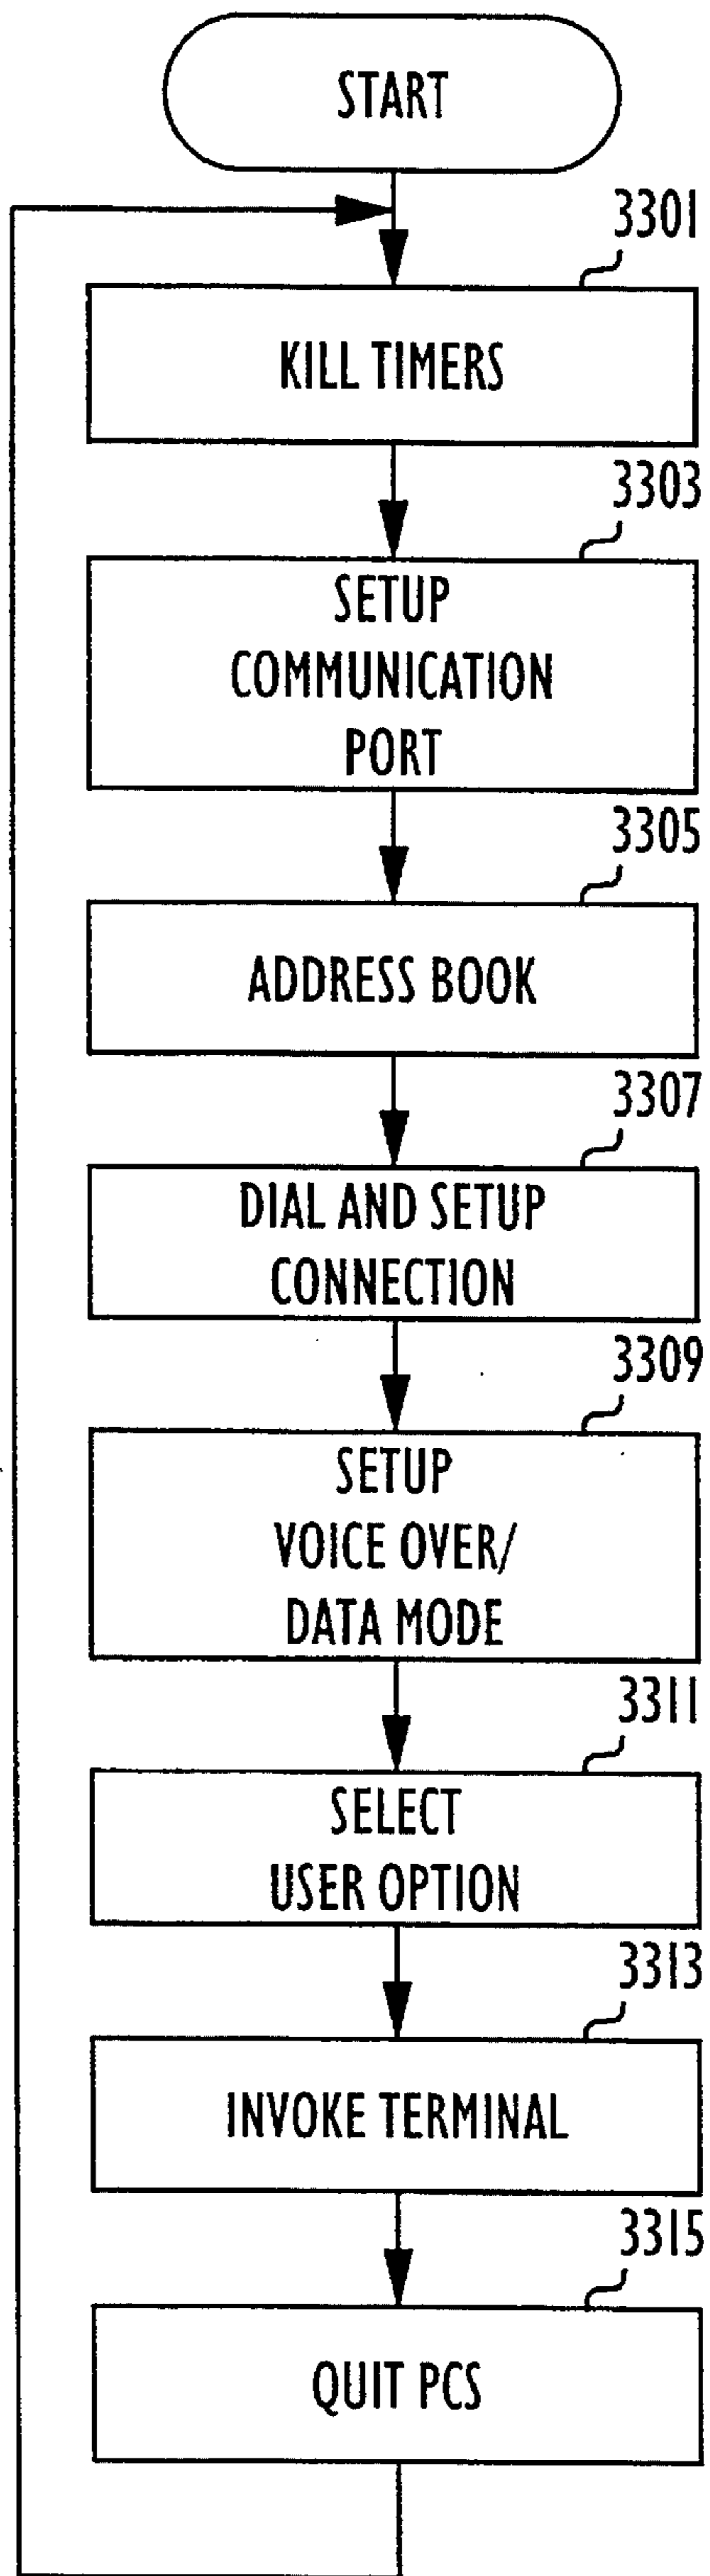 START
3301
KILL TIMERS
3303
SETUP
COMMUNICATION
PORT
3305
ADDRESS BOOK
3307
DIAL AND SETUP
CONNECTION
3309
SETUP
VOICE OVER/
DATA MODE
3311
SELECT
USER OPTION
3313
INVOKE TERMINAL
3315
QUIT PCS